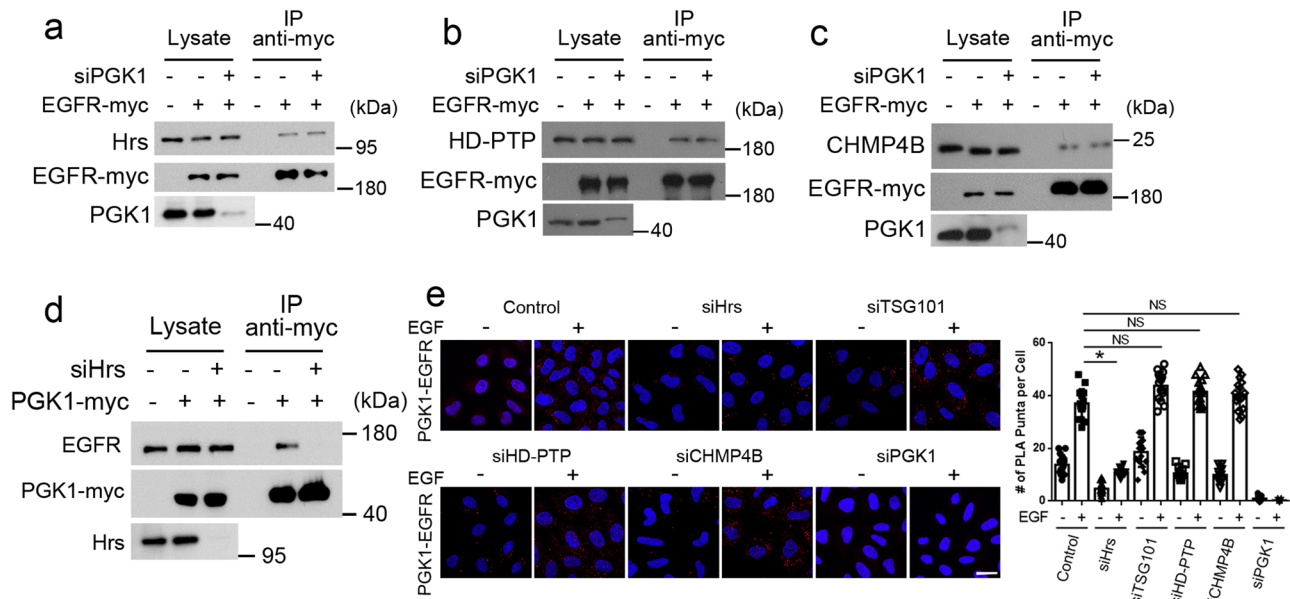 a
IP
Lysate anti-myc
siPGK1 - - + - - +
EGFR-myc - + + - + + (kDa)
Hrs
95
EGFR-myc
180
PGK1
40
b
IP
Lysate anti-myc
siPGK1 - - + - - +
EGFR-myc - + + - + + (kDa)
HD-PTP
180
EGFR-myc
180
PGK1
40
c
IP
Lysate anti-myc
siPGK1 - - + - - +
EGFR-myc - + + - + + (kDa)
CHMP4B
25
EGFR-myc
180
PGK1
40
d
IP
Lysate anti-myc
siHrs - - + - - +
PGK1-myc - + + - + + (kDa)
EGFR
180
PGK1-myc
40
Hrs
95
e
Control siHrs siTSG101
EGF - + - + - +
PGK1-EGFR
siHD-PTP siCHMP4B siPGK1
EGF - + - + - +
PGK1-EGFR
NS
NS
NS
*
# of PLA Punta per Cell
60
40
20
0
EGF - + - + - + - + - + - +
Control
siHrs
siTSG101
siHD-PTP
siCHMP4B
siPGK1